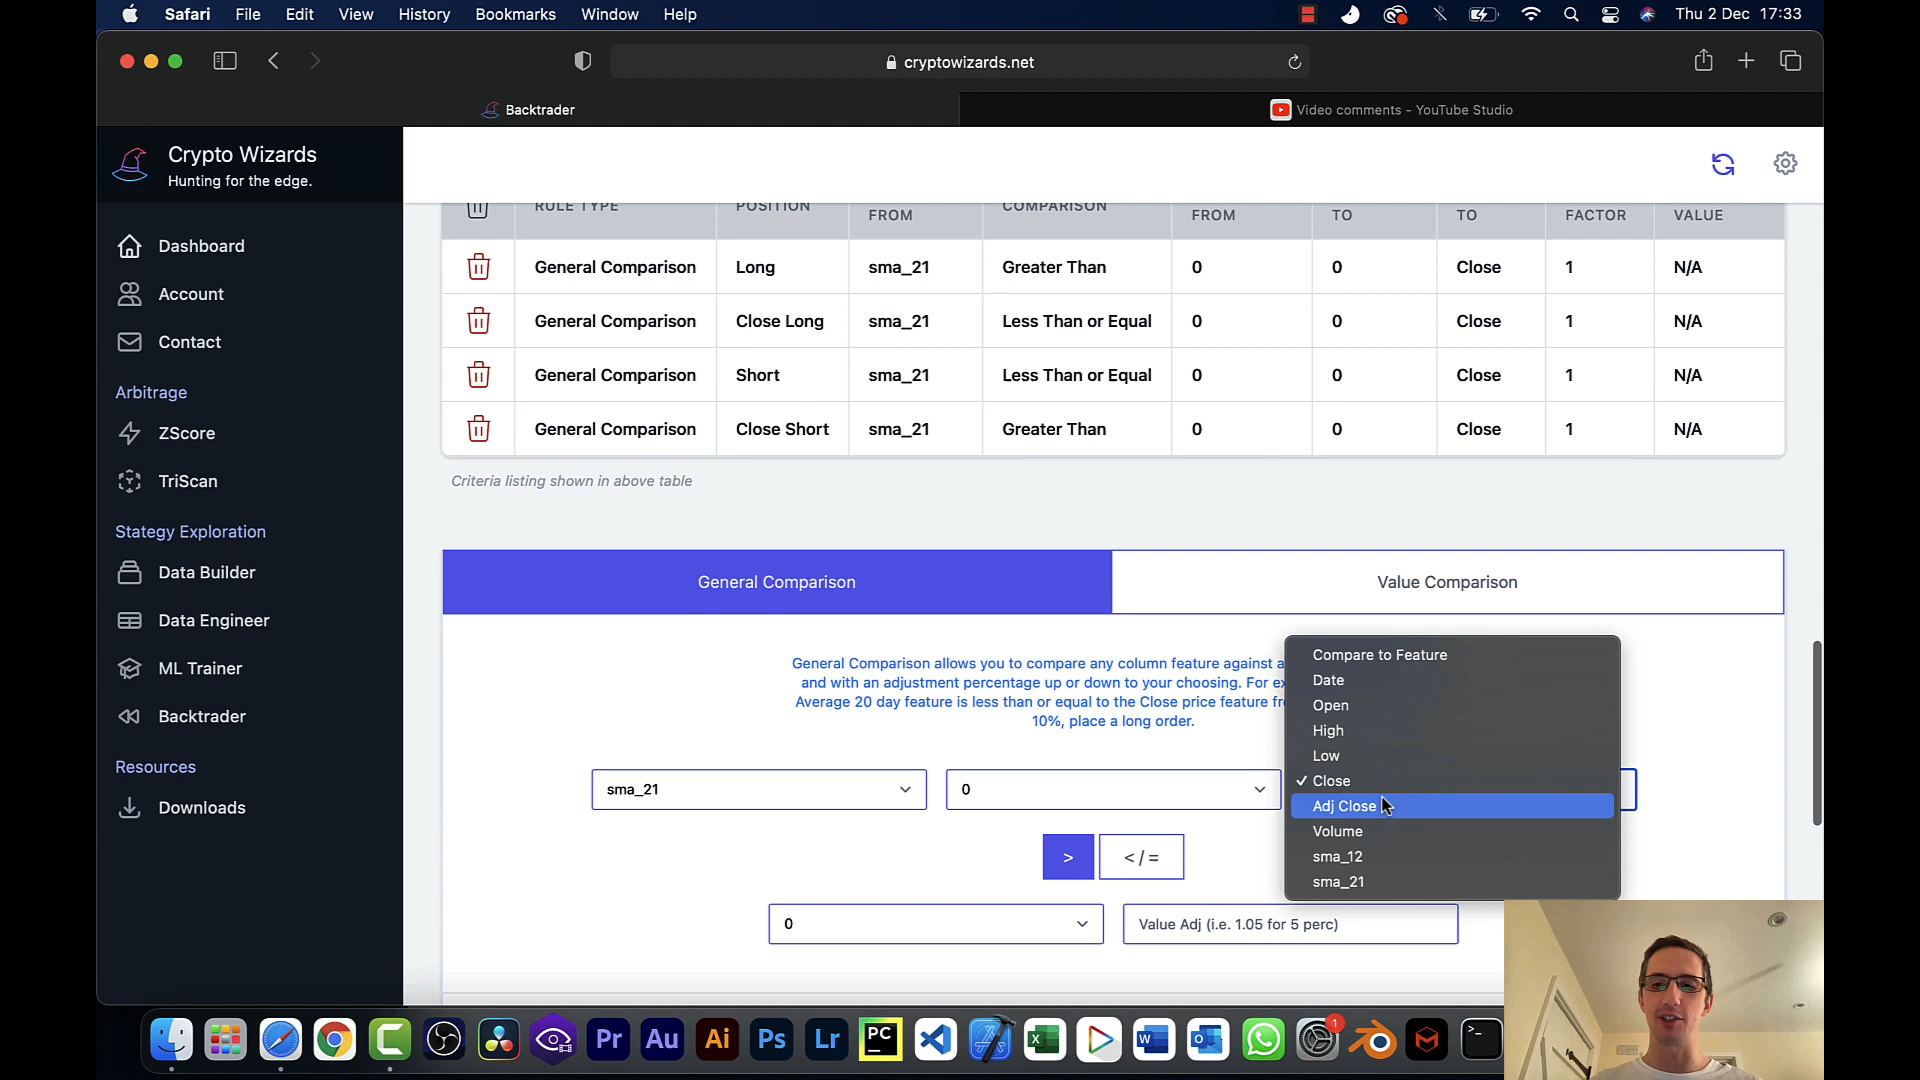 Safari File Edit View History Bookmarks Window Help Thu 2 Dec 17:33
cryptowizards.net
Backtrader
Video comments - YouTube Studio
Crypto Wizards
Hunting for the edge.
Dashboard
Account
Contact
Arbitrage
ZScore
TriScan
Stategy Exploration
Data Builder
Data Engineer
ML Trainer
Backtrader
Resources
Downloads
RULE TYPE POSITION FROM COMPARISON FROM TO TO FACTOR VALUE
General Comparison Long sma_21 Greater Than 0 0 Close 1 N/A
General Comparison Close Long sma_21 Less Than or Equal 0 0 Close 1 N/A
General Comparison Short sma_21 Less Than or Equal 0 0 Close 1 N/A
General Comparison Close Short sma_21 Greater Than 0 0 Close 1 N/A
Criteria listing shown in above table
General Comparison
Value Comparison
General Comparison allows you to compare any column feature against a
and with an adjustment percentage up or down to your choosing. For ex
Average 20 day feature is less than or equal to the Close price feature fr
10%, place a long order.
sma_21
0
Compare to Feature
Date
Open
High
Low
✓ Close
Adj Close
Volume
sma_12
sma_21
>
< / =
0
Value Adj (i.e. 1.05 for 5 perc)
Pr Au Ai Ps Lr PC W O 1 >_